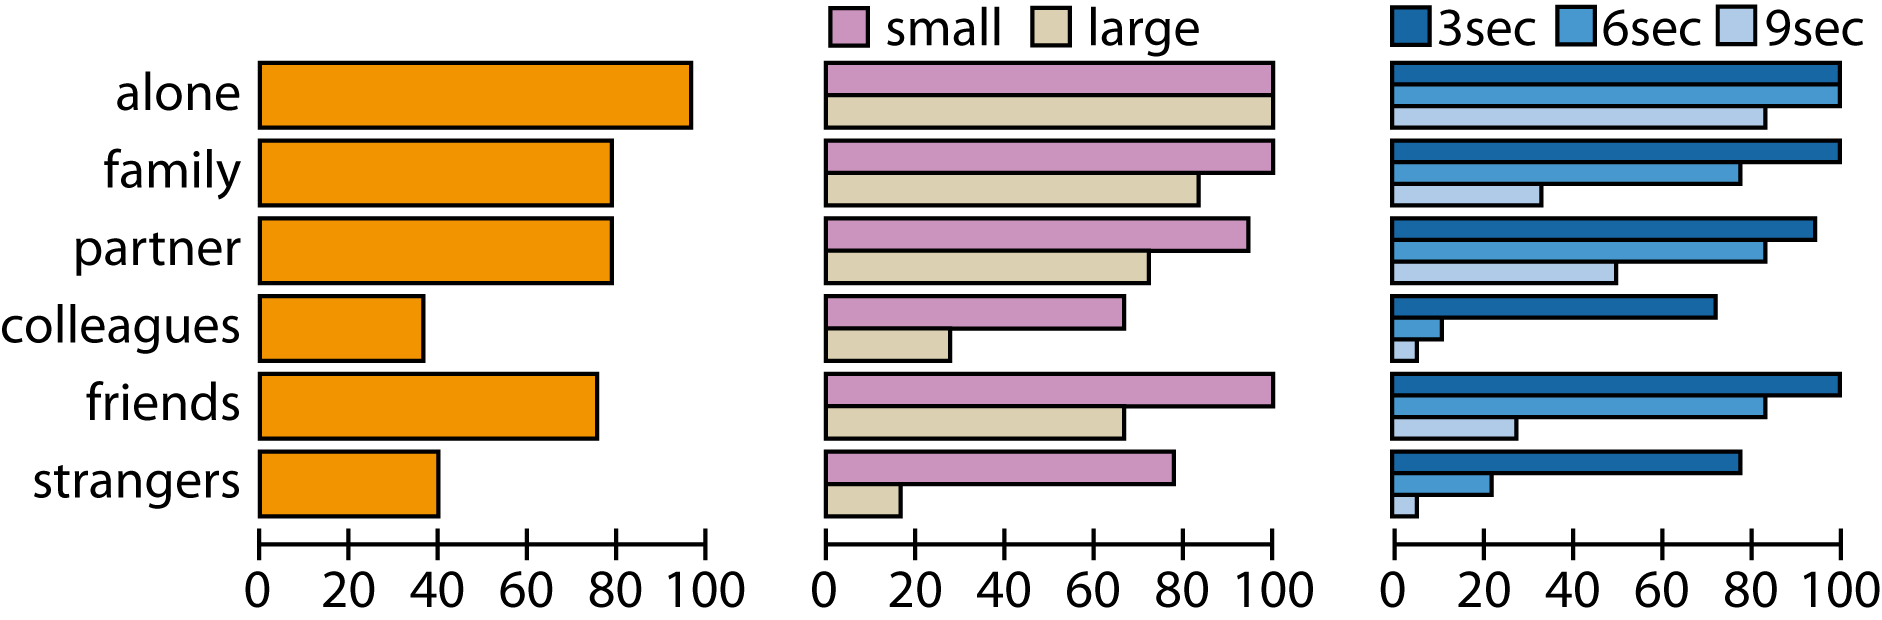 small large
3sec 6sec 9sec
alone
family
partner
colleagues
friends
strangers
0 20 40 60 80 100
0 20 40 60 80 100
0 20 40 60 80 100